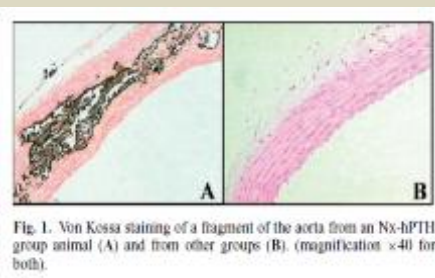 A
B
Fig. 1. Von Kossa staining of a fragment of the aorta from an Nx-hPTH
group animal (A) and from other groups (B). (magnification ×40 for
both).